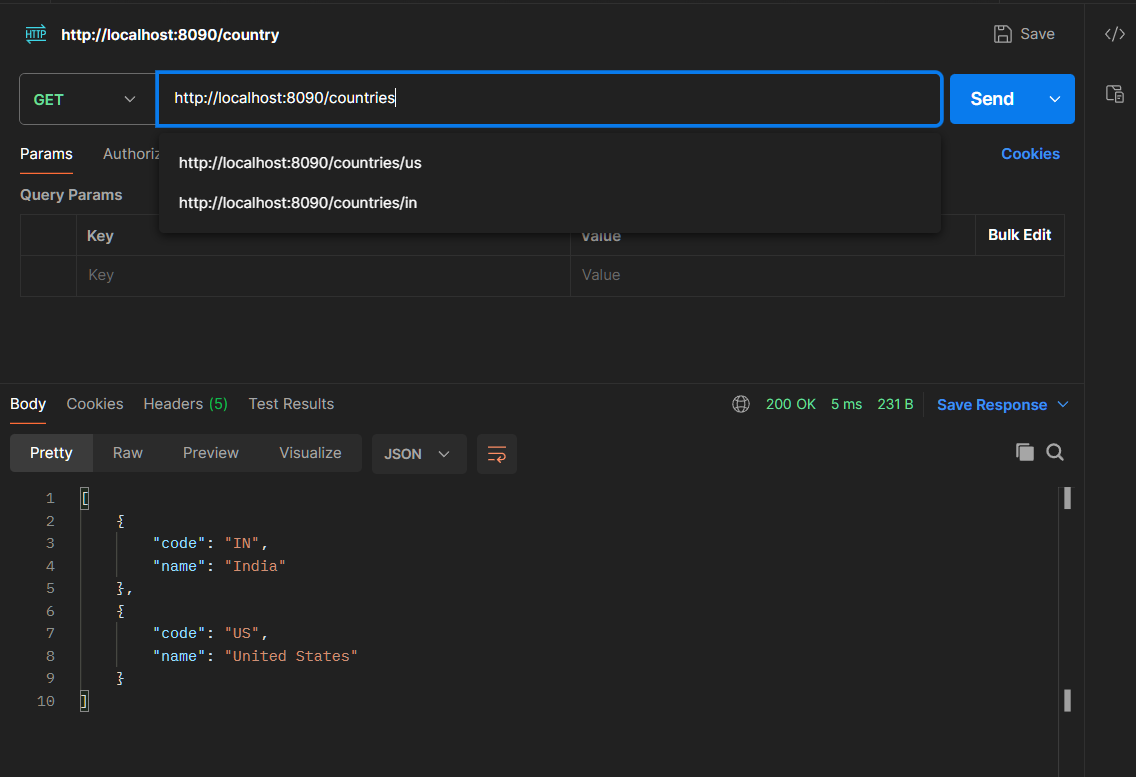 HTTP http://localhost:8090/country Save
GET http://localhost:8090/countries Send
Params Authoriz Cookies
http://localhost:8090/countries/us
http://localhost:8090/countries/in
Query Params
Key Value Bulk Edit
Key Value
Body Cookies Headers (5) Test Results 200 OK 5 ms 231 B Save Response
Pretty Raw Preview Visualize JSON
1 [
2 {
3 "code": "IN",
4 "name": "India"
5 },
6 {
7 "code": "US",
8 "name": "United States"
9 }
10 ]